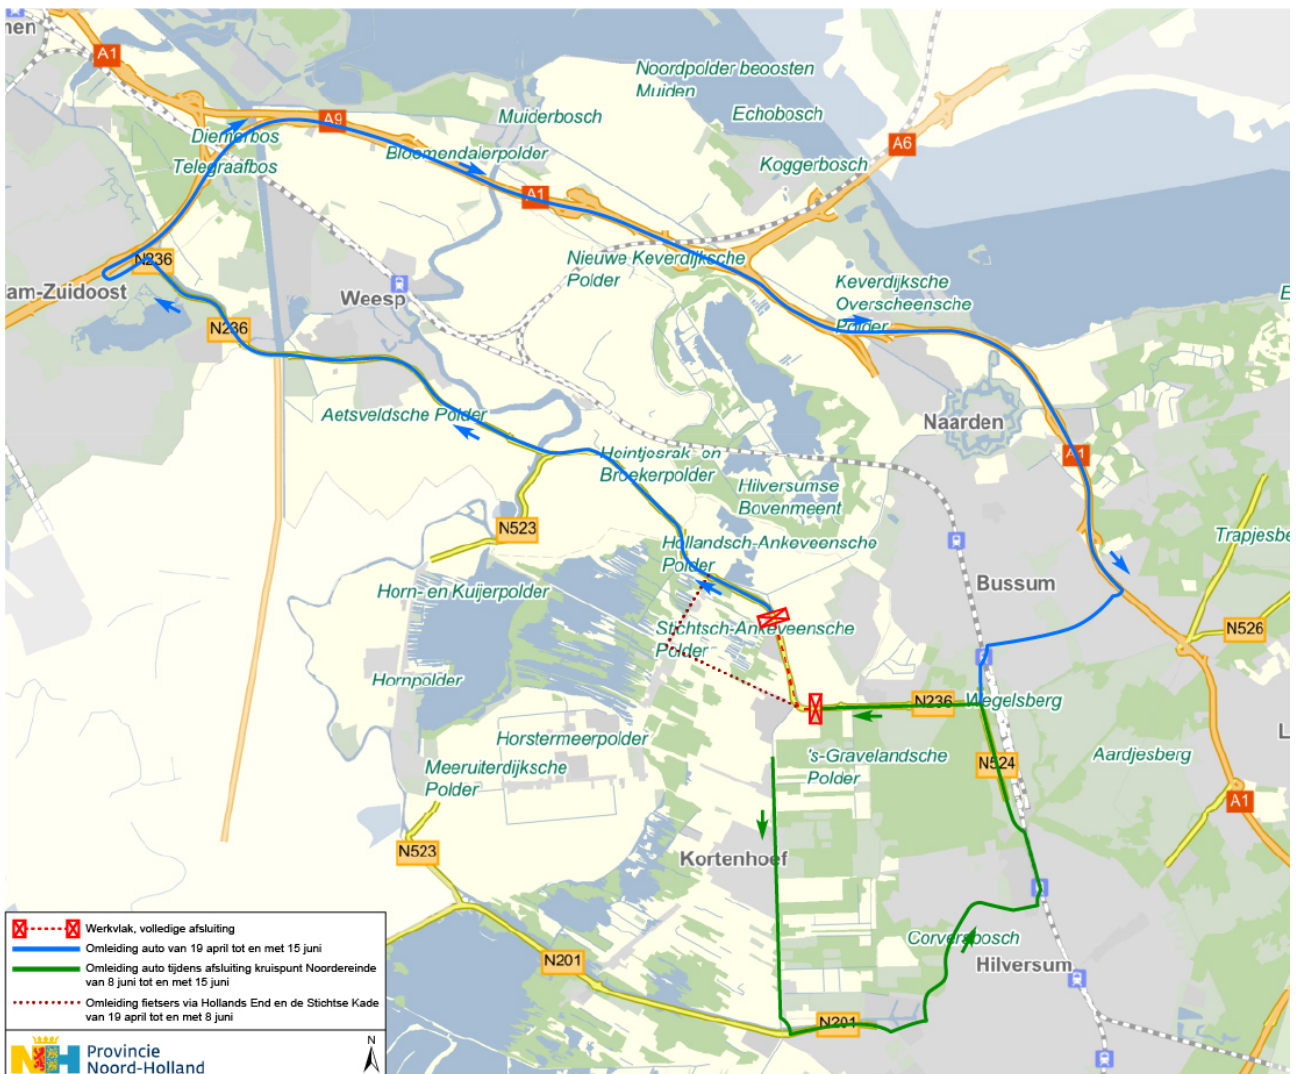 men
A1
A9
Diemerbos
Telegraafbos
Muiderbosch
Bloemendalerpolder
Noordpolder beoosten
Muiden
Echobosch
Koggerbosch
A6
A1
N236
dam-Zuidoost
N236
Weesp
Nieuwe Keverdijksche
Polder
Keverdijksche
Overscheensche
Polder
E
Naarden
A1
Aetsveldsche Polder
Heintjesrak- en
Broekerpolder
Hilversumse
Bovenmeent
N523
Hollandsch-Ankeveensche
Polder
Trapjesbe
Horn- en Kuijerpolder
Bussum
Stichtsch-Ankeveensche
Polder
N526
Hornpolder
N236
Wegelsberg
Horstermeerpolder
Meeruiterdijksche
Polder
's-Gravelandsche
Polder
N524
Aardjesberg
L
A1
N523
Kortenhoef
Corversbosch
Hilversum
N201
N201
Werkvlak, volledige afsluiting
Omleiding auto van 19 april tot en met 15 juni
Omleiding auto tijdens afsluiting kruispunt Noordereinde
van 8 juni tot en met 15 juni
Omleiding fietsers via Hollands End en de Stichtse Kade
van 19 april tot en met 8 juni
NH
Provincie
Noord-Holland
N